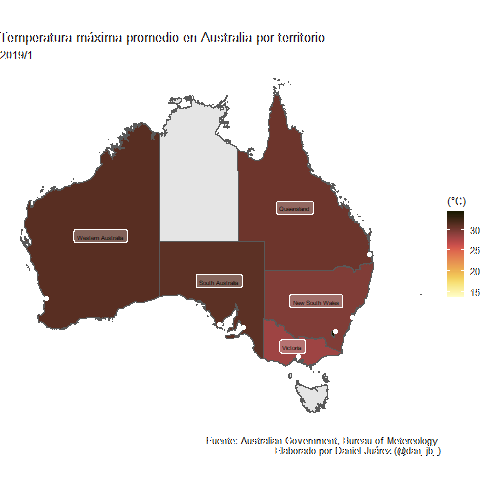 Temperatura máxima promedio en Australia por territorio
2019/1
Queensland
Western Australia
South Australia
New South Wales
Victoria
(°C)
30
25
20
15
Fuente: Australian Government, Bureau of Metereology
Elaborado por Daniel Juárez (@dan_jb_)